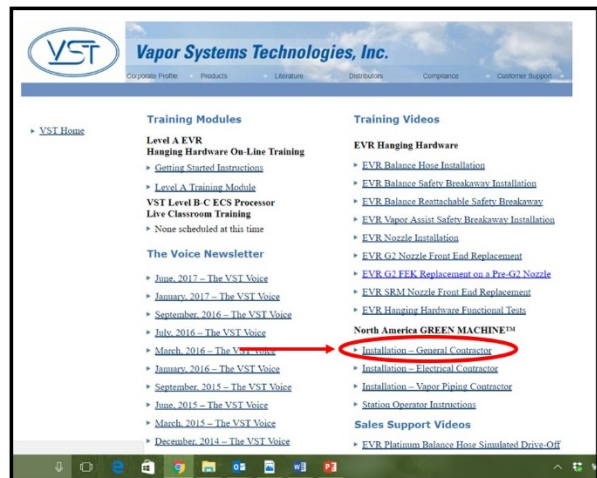 VST
Vapor Systems Technologies, Inc.
Corporate Profile Products Literature Distributors Compliance Customer Support
VST Home
Training Modules
Level A EVR
Hanging Hardware On-Line Training
Getting Started Instructions
Level A Training Module
VST Level B-C ECS Processor
Live Classroom Training
None scheduled at this time
The Voice Newsletter
June, 2017 – The VST Voice
January, 2017 – The VST Voice
September, 2016 – The VST Voice
July, 2016 – The VST Voice
March, 2016 – The VST Voice
January, 2016 – The VST Voice
September, 2015 – The VST Voice
June, 2015 – The VST Voice
March, 2015 – The VST Voice
December, 2014 – The VST Voice
Training Videos
EVR Hanging Hardware
EVR Balance Hose Installation
EVR Balance Safety Breakaway Installation
EVR Balance Reattachable Safety Breakaway
EVR Vapor Assist Safety Breakaway Installation
EVR Nozzle Installation
EVR G2 Nozzle Front End Replacement
EVR G2 FEK Replacement on a Pre-G2 Nozzle
EVR SRM Nozzle Front End Replacement
EVR Hanging Hardware Functional Tests
North America GREEN MACHINE™
Installation – General Contractor
Installation – Electrical Contractor
Installation – Vapor Piping Contractor
Station Operator Instructions
Sales Support Videos
EVR Platinum Balance Hose Simulated Drive-Off